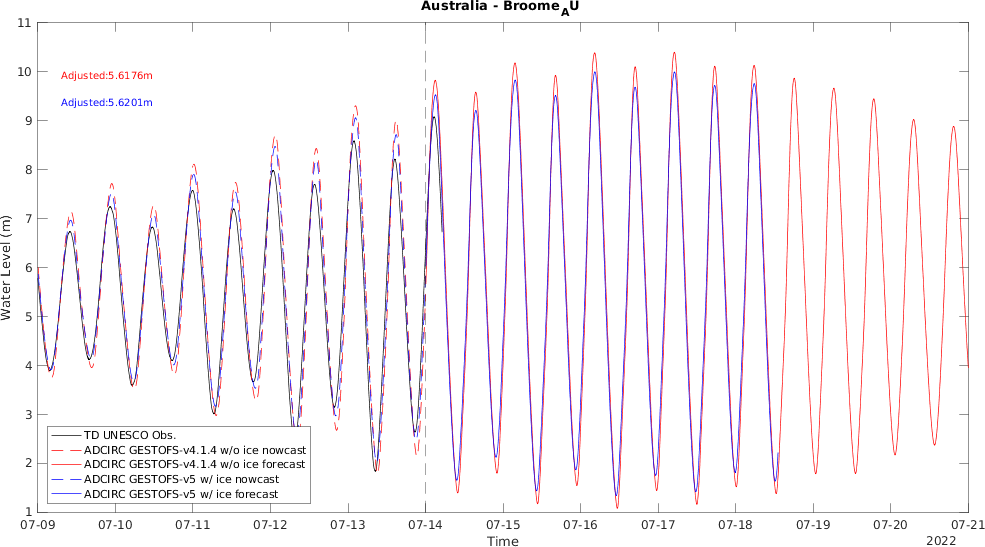 Australia - Broome_AU
11
10
9
8
7
6
5
4
3
2
1
Water Level (m)
Adjusted:5.6176m
Adjusted:5.6201m
TD UNESCO Obs.
ADCIRC GESTOFS-v4.1.4 w/o ice nowcast
ADCIRC GESTOFS-v4.1.4 w/o ice forecast
ADCIRC GESTOFS-v5 w/ ice nowcast
ADCIRC GESTOFS-v5 w/ ice forecast
07-09 07-10 07-11 07-12 07-13 07-14 07-15 07-16 07-17 07-18 07-19 07-20 07-21
Time
2022